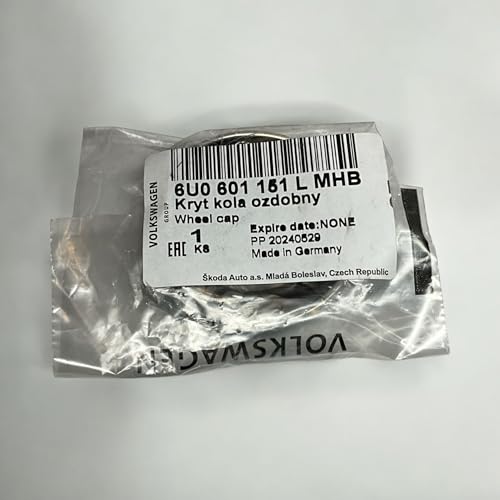 VOLKSWAGEN
GROUP
6U0 601 151 L MHB
Kryt kola ozdobny
Wheel cap
1
Ks
EAC
Expire date:NONE
PP 20240529
Made in Germany
Škoda Auto a.s. Mladá Boleslav, Czech Republic
VOLKSWAGEN